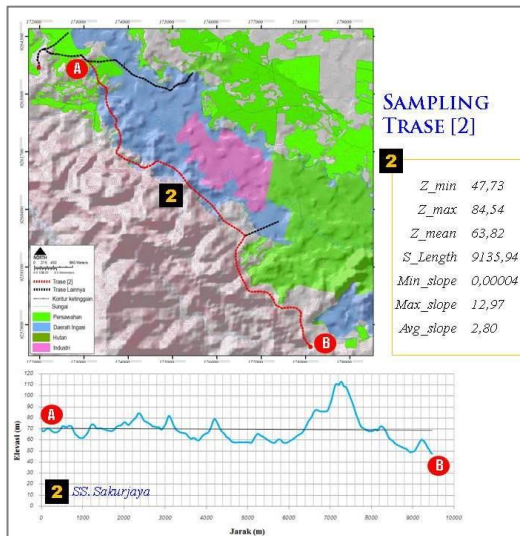 A
2
B
NORTH
Trase [2]
Trase Lainnya
Kontur ketinggian
Sungai
Persawahan
Daerah Irigasi
Hutan
Industri
SAMPLING
TRASE [2]
2
Z_min 47,73
Z_max 84,54
Z_mean 63,82
S_Length 9135,94
Min_slope 0,00004
Max_slope 12,97
Avg_slope 2,80
Elevasi (m)
120
110
100
90
80
70
60
50
40
30
20
10
0
A
B
2 SS. Sakurjaya
0 1000 2000 3000 4000 5000 6000 7000 8000 9000 10000
Jarak (m)